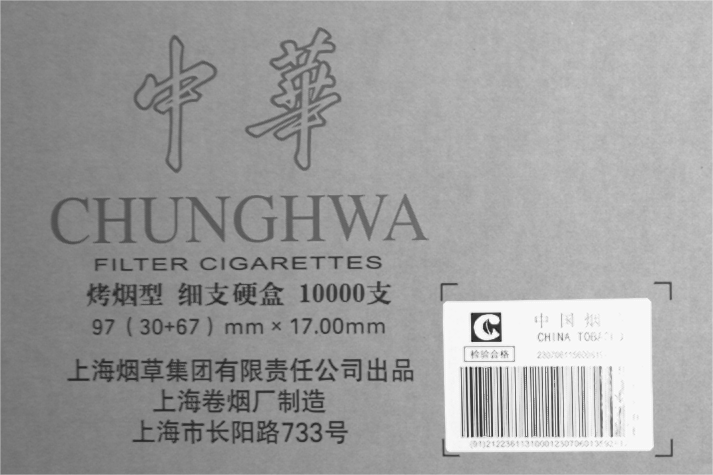 中華
CHUNGHWA
FILTER CIGARETTES
烤烟型 细支硬盒 10000支
97（30+67）mm × 17.00mm
上海烟草集团有限责任公司出品
上海卷烟厂制造
上海市长阳路733号
中国烟
CHINA
检验合格